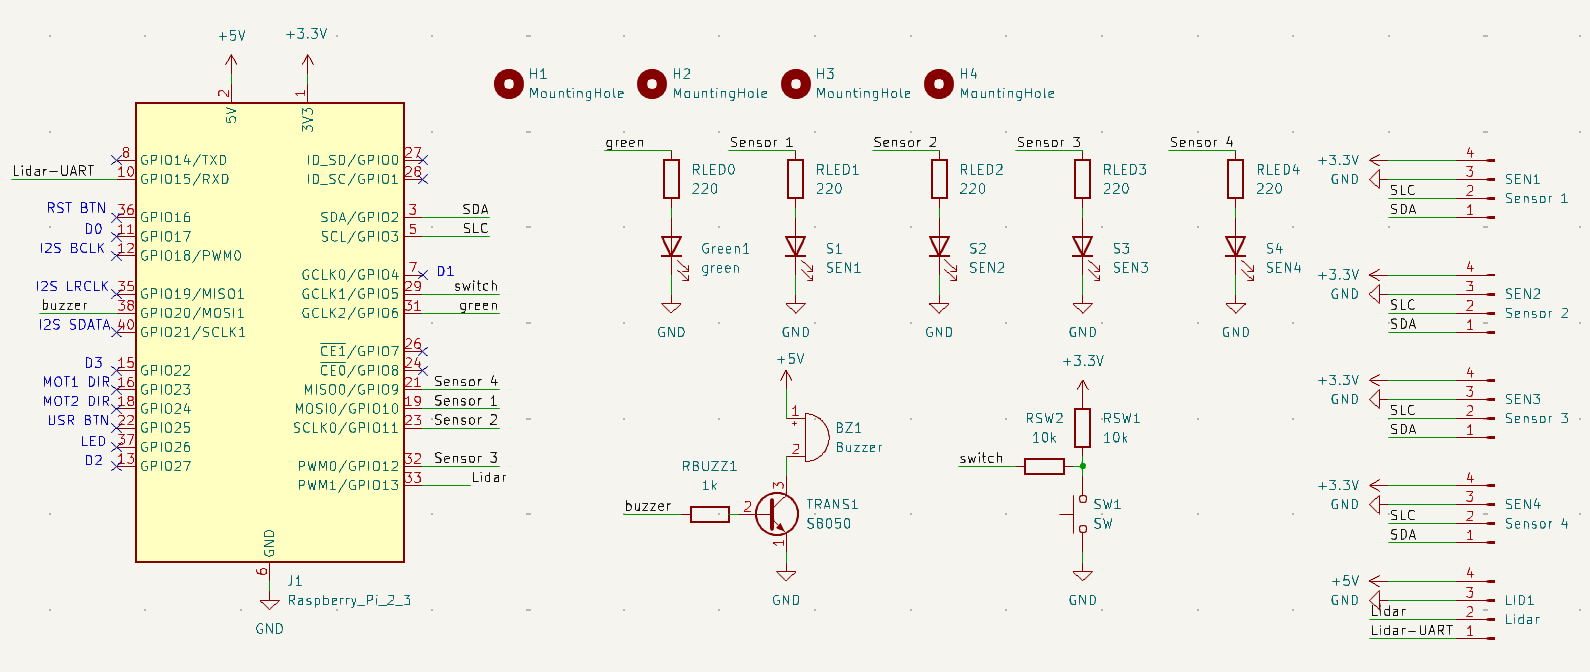 +5V
+3.3V
2
1
5V
3V3
8
GPIO14/TXD
Lidar-UART
10
GPIO15/RXD
RST BTN
36
GPIO16
D0
11
GPIO17
I2S BCLK
12
GPIO18/PWM0
I2S LRCLK
35
GPIO19/MISO1
buzzer
38
GPIO20/MOSI1
I2S SDATA
40
GPIO21/SCLK1
D3
15
GPIO22
MOT1 DIR
16
GPIO23
MOT2 DIR
18
GPIO24
USR BTN
22
GPIO25
LED
37
GPIO26
D2
13
GPIO27
ID_SD/GPIO0
27
ID_SC/GPIO1
28
SDA/GPIO2
3
SDA
SCL/GPIO3
5
SLC
GCLK0/GPIO4
7
D1
GCLK1/GPIO5
29
switch
GCLK2/GPIO6
31
green
CE1/GPIO7
26
CE0/GPIO8
24
MISO0/GPIO9
21
Sensor 4
MOSI0/GPIO10
19
Sensor 1
SCLK0/GPIO11
23
Sensor 2
PWM0/GPIO12
32
Sensor 3
PWM1/GPIO13
33
Lidar
GND
6
J1
Raspberry_Pi_2_3
GND
H1
MountingHole
H2
MountingHole
H3
MountingHole
H4
MountingHole
green
RLED0
220
Green1
green
GND
Sensor 1
RLED1
220
S1
SEN1
GND
Sensor 2
RLED2
220
S2
SEN2
GND
Sensor 3
RLED3
220
S3
SEN3
GND
Sensor 4
RLED4
220
S4
SEN4
GND
+5V
1
+
2
BZ1
Buzzer
RBUZZ1
1k
buzzer
2
3
1
TRANS1
S8050
GND
+3.3V
RSW2
10k
RSW1
10k
switch
SW1
SW
GND
+3.3V
4
GND
3
SLC
2
SDA
1
SEN1
Sensor 1
+3.3V
4
GND
3
SLC
2
SDA
1
SEN2
Sensor 2
+3.3V
4
GND
3
SLC
2
SDA
1
SEN3
Sensor 3
+3.3V
4
GND
3
SLC
2
SDA
1
SEN4
Sensor 4
+5V
4
GND
3
Lidar
2
Lidar-UART
1
LID1
Lidar